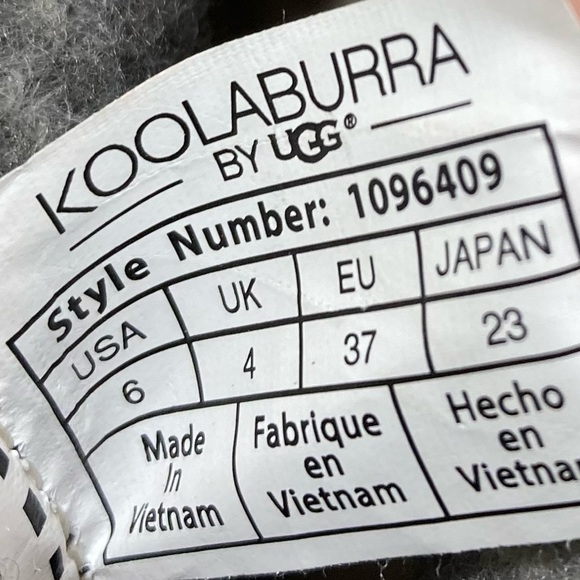 KOOLABURRA
BY UGG®
Style Number: 1096409
USA UK EU JAPAN
6 4 37 23
Made Fabrique Hecho
In en en
Vietnam Vietnam Vietna